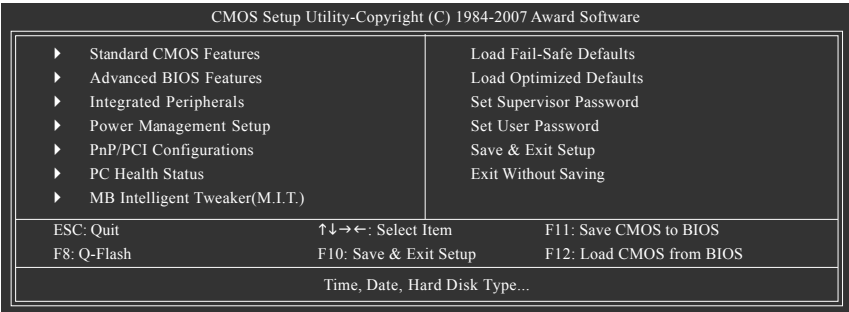 CMOS Setup Utility-Copyright (C) 1984-2007 Award Software
Standard CMOS Features
Advanced BIOS Features
Integrated Peripherals
Power Management Setup
PnP/PCI Configurations
PC Health Status
MB Intelligent Tweaker(M.I.T.)
Load Fail-Safe Defaults
Load Optimized Defaults
Set Supervisor Password
Set User Password
Save & Exit Setup
Exit Without Saving
ESC: Quit ↑↓→←: Select Item F11: Save CMOS to BIOS
F8: Q-Flash F10: Save & Exit Setup F12: Load CMOS from BIOS
Time, Date, Hard Disk Type...